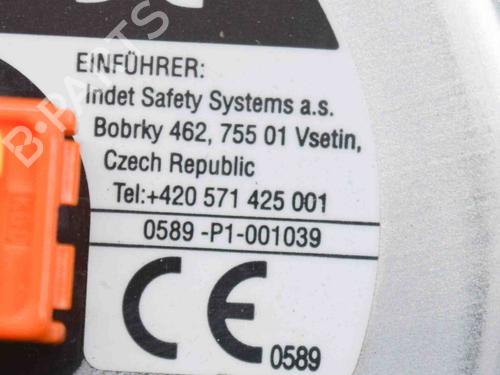 EINFÜHRER:
Indet Safety Systems a.s.
Bobrky 462, 755 01 Vsetin,
Czech Republic
Tel:+420 571 425 001
0589 -P1-001039
CE 0589
B-PARTS